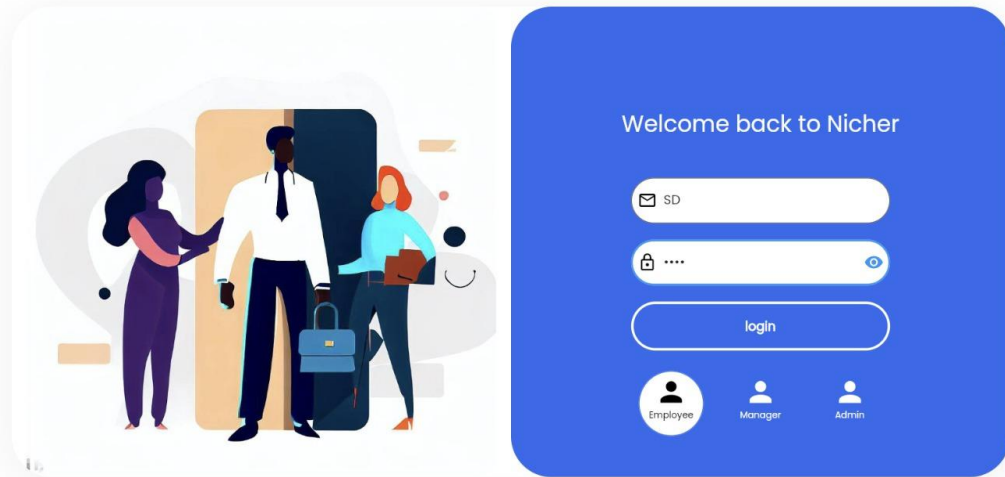 Welcome back to Nicher
SD
••••
login
Employee
Manager
Admin